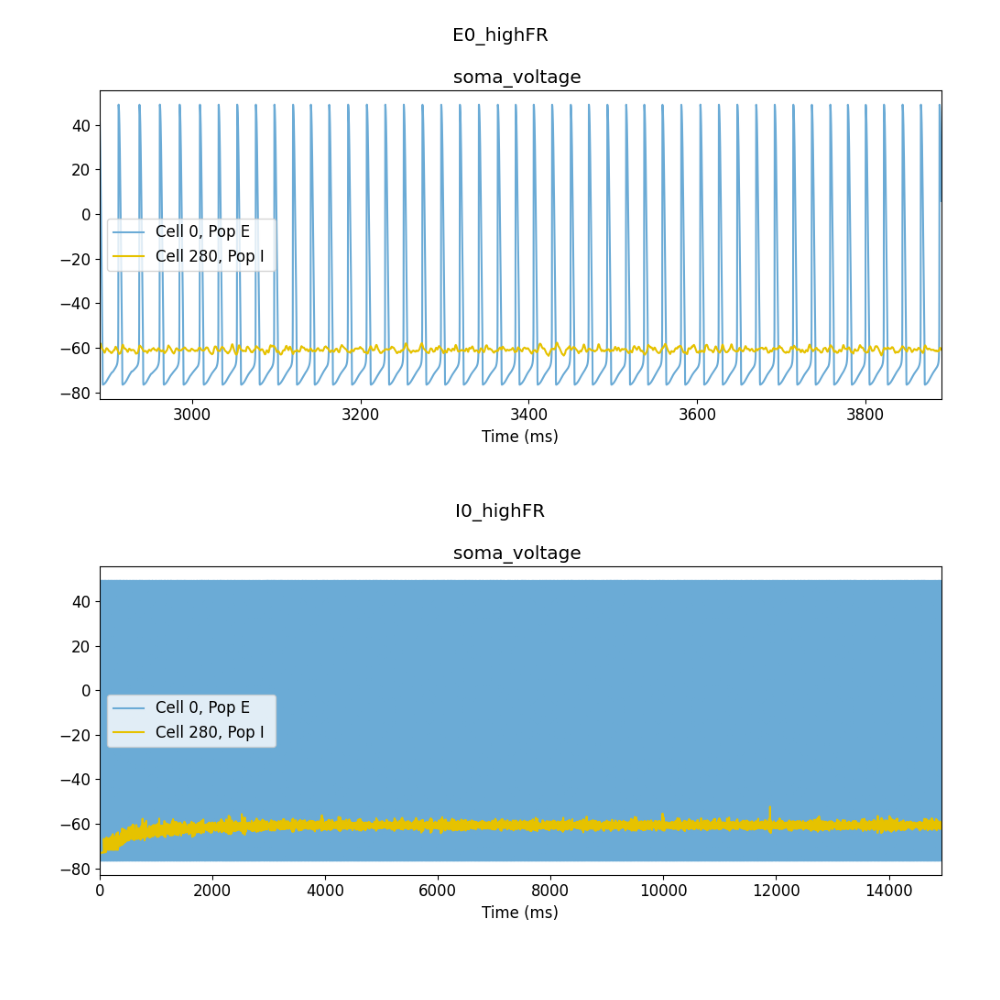 E0_highFR
soma_voltage
40
20
0
−20
−40
−60
−80
Cell 0, Pop E
Cell 280, Pop I
3000 3200 3400 3600 3800
Time (ms)
I0_highFR
soma_voltage
40
20
0
−20
−40
−60
−80
Cell 0, Pop E
Cell 280, Pop I
0 2000 4000 6000 8000 10000 12000 14000
Time (ms)